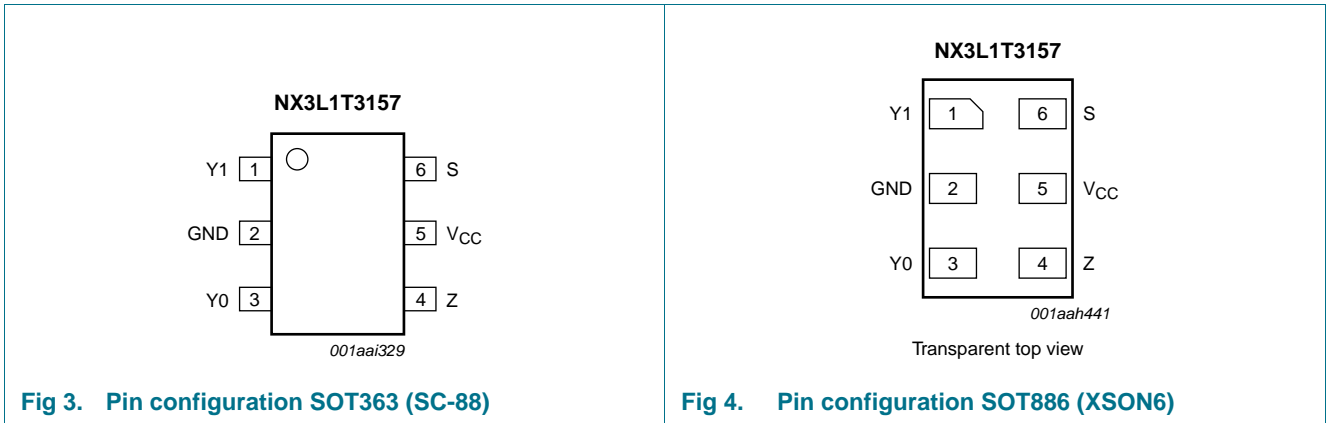 NX3L1T3157
Y1 1 6 S
GND 2 5 VCC
Y0 3 4 Z
001aai329
Fig 3. Pin configuration SOT363 (SC-88)
NX3L1T3157
Y1 1 6 S
GND 2 5 VCC
Y0 3 4 Z
001aah441
Transparent top view
Fig 4. Pin configuration SOT886 (XSON6)